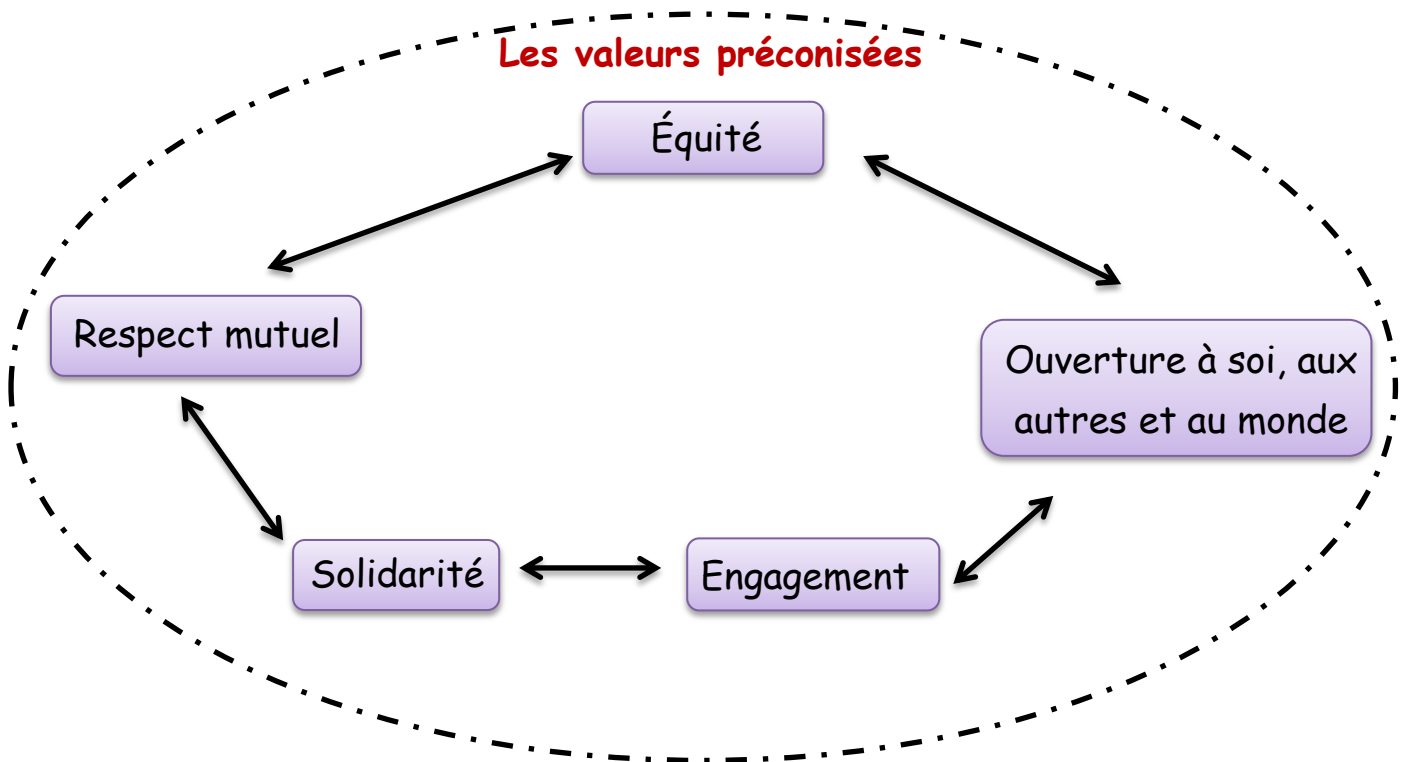 Les valeurs préconisées
Équité
Respect mutuel
Ouverture à soi, aux
autres et au monde
Solidarité
Engagement